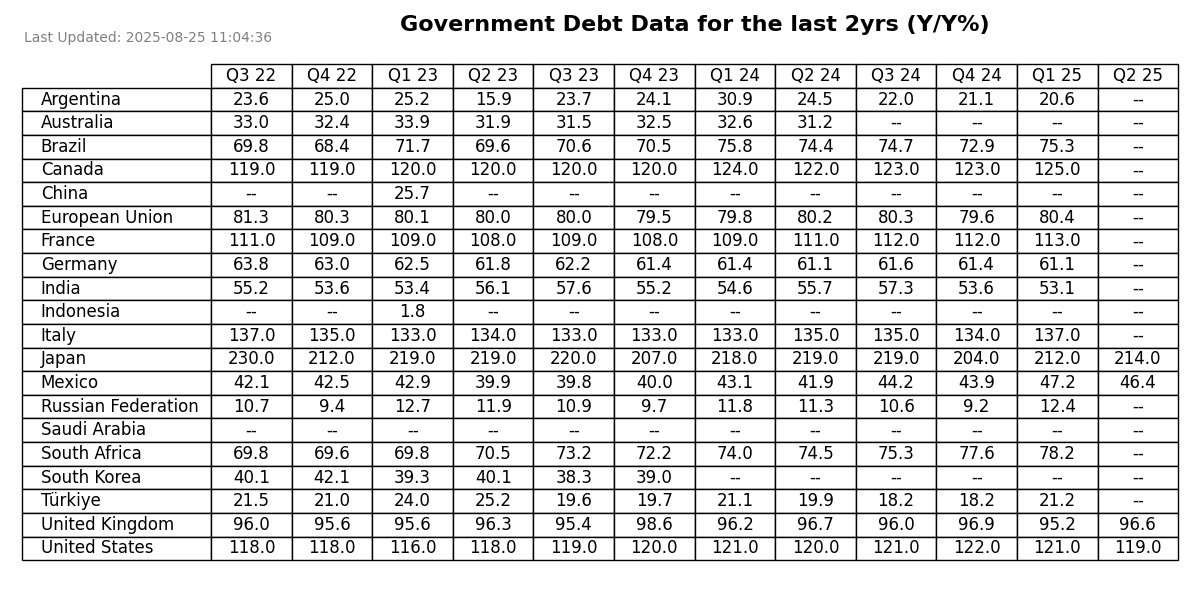 Government Debt Data for the last 2yrs (Y/Y%)
Last Updated: 2025-08-25 11:04:36
Q3 22 Q4 22 Q1 23 Q2 23 Q3 23 Q4 23 Q1 24 Q2 24 Q3 24 Q4 24 Q1 25 Q2 25
Argentina 23.6 25.0 25.2 15.9 23.7 24.1 30.9 24.5 22.0 21.1 20.6 --
Australia 33.0 32.4 33.9 31.9 31.5 32.5 32.6 31.2 -- -- -- --
Brazil 69.8 68.4 71.7 69.6 70.6 70.5 75.8 74.4 74.7 72.9 75.3 --
Canada 119.0 119.0 120.0 120.0 120.0 120.0 124.0 122.0 123.0 123.0 125.0 --
China -- -- 25.7 -- -- -- -- -- -- -- -- --
European Union 81.3 80.3 80.1 80.0 80.0 79.5 79.8 80.2 80.3 79.6 80.4 --
France 111.0 109.0 109.0 108.0 109.0 108.0 109.0 111.0 112.0 112.0 113.0 --
Germany 63.8 63.0 62.5 61.8 62.2 61.4 61.4 61.1 61.6 61.4 61.1 --
India 55.2 53.6 53.4 56.1 57.6 55.2 54.6 55.7 57.3 53.6 53.1 --
Indonesia -- -- 1.8 -- -- -- -- -- -- -- -- --
Italy 137.0 135.0 133.0 134.0 133.0 133.0 133.0 135.0 135.0 134.0 137.0 --
Japan 230.0 212.0 219.0 219.0 220.0 207.0 218.0 219.0 219.0 204.0 212.0 214.0
Mexico 42.1 42.5 42.9 39.9 39.8 40.0 43.1 41.9 44.2 43.9 47.2 46.4
Russian Federation 10.7 9.4 12.7 11.9 10.9 9.7 11.8 11.3 10.6 9.2 12.4 --
Saudi Arabia -- -- -- -- -- -- -- -- -- -- -- --
South Africa 69.8 69.6 69.8 70.5 73.2 72.2 74.0 74.5 75.3 77.6 78.2 --
South Korea 40.1 42.1 39.3 40.1 38.3 39.0 -- -- -- -- -- --
Türkiye 21.5 21.0 24.0 25.2 19.6 19.7 21.1 19.9 18.2 18.2 21.2 --
United Kingdom 96.0 95.6 95.6 96.3 95.4 98.6 96.2 96.7 96.0 96.9 95.2 96.6
United States 118.0 118.0 116.0 118.0 119.0 120.0 121.0 120.0 121.0 122.0 121.0 119.0